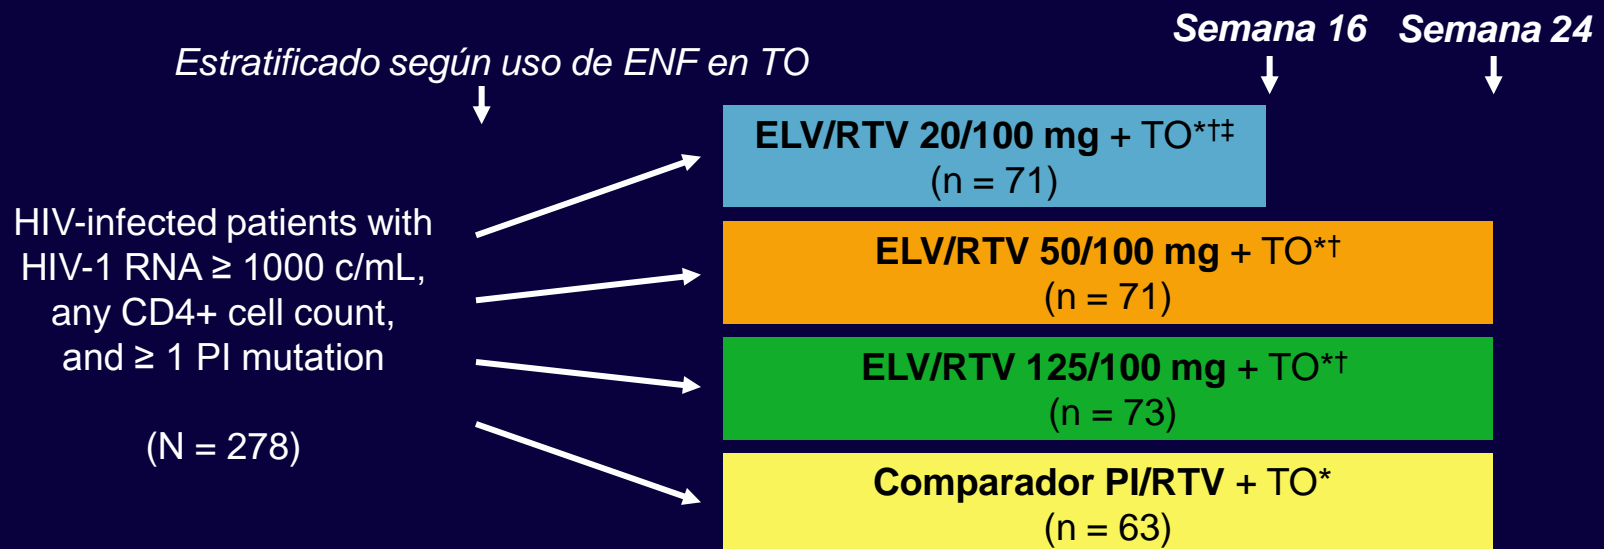 Semana 16 Semana 24
Estratificado según uso de ENF en TO
HIV-infected patients with
HIV-1 RNA ≥ 1000 c/mL,
any CD4+ cell count,
and ≥ 1 PI mutation
(N = 278)
ELV/RTV 20/100 mg + TO*†‡
(n = 71)
ELV/RTV 50/100 mg + TO*†
(n = 71)
ELV/RTV 125/100 mg + TO*†
(n = 73)
Comparador PI/RTV + TO*
(n = 63)